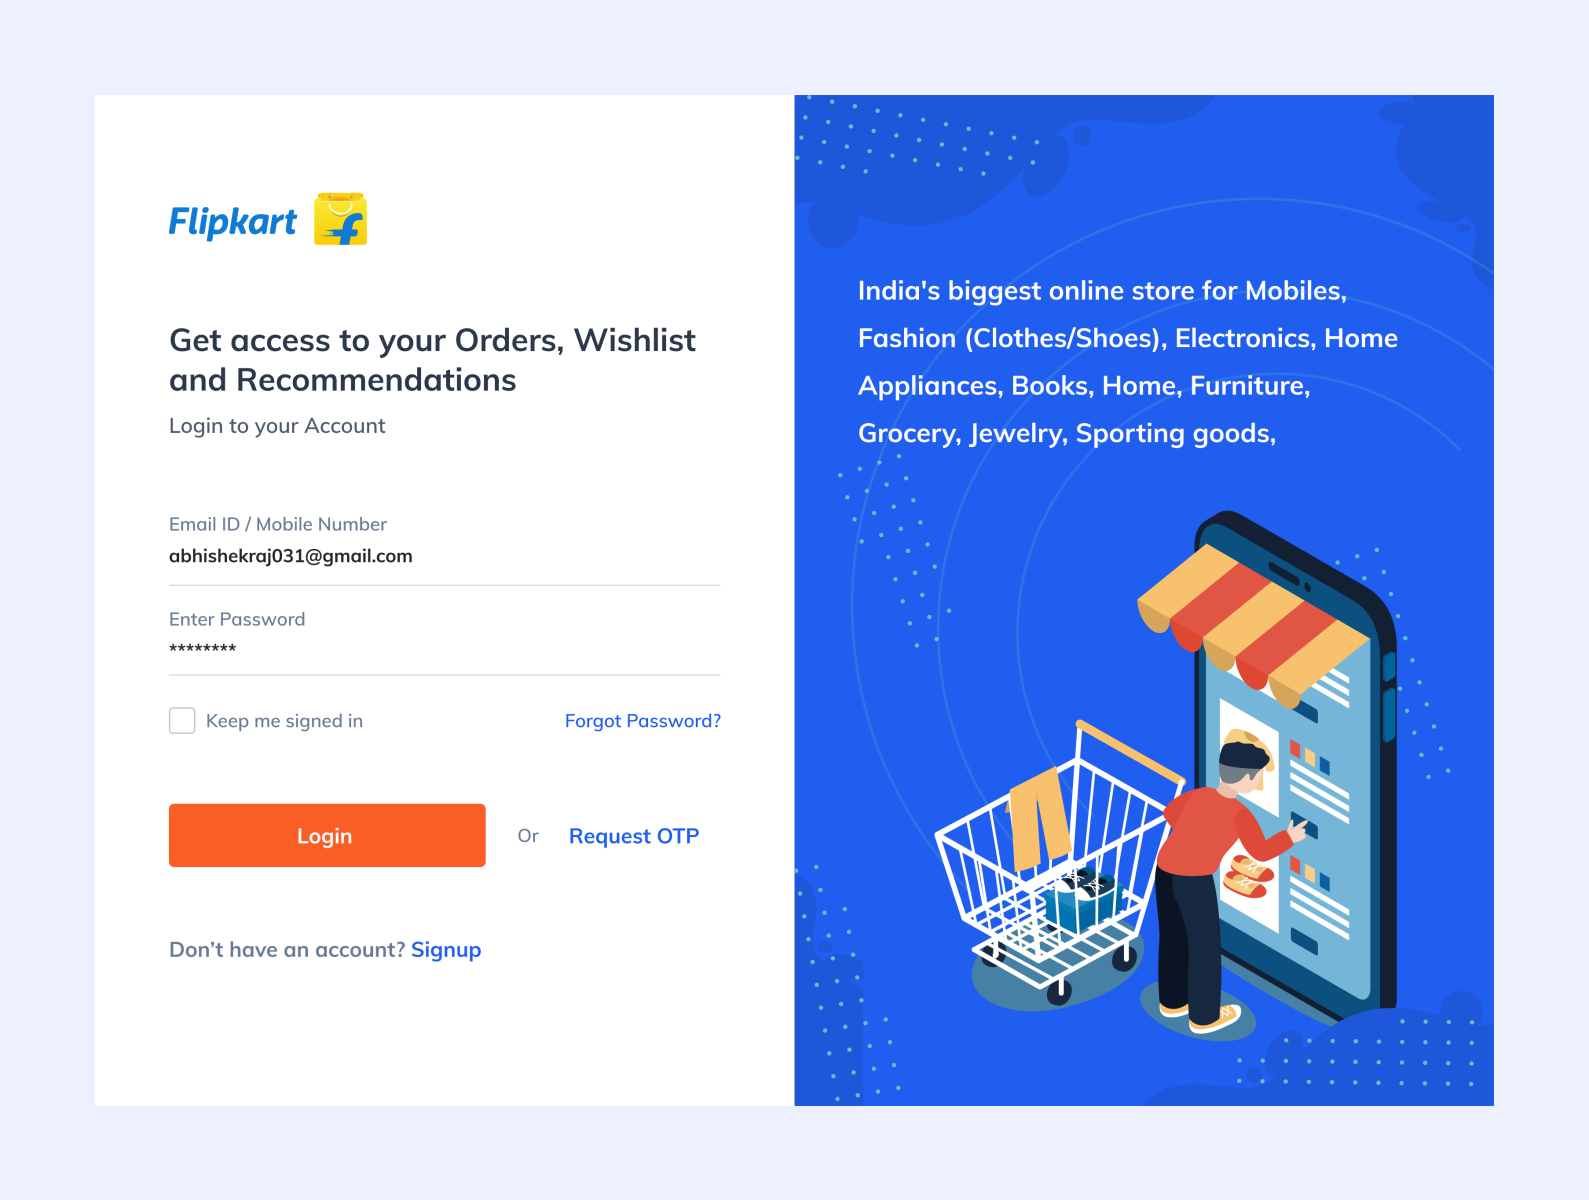 Flipkart
Get access to your Orders, Wishlist
and Recommendations
Login to your Account
Email ID / Mobile Number
abhishekraj031@gmail.com
Enter Password
********
Keep me signed in
Forgot Password?
Login
Or
Request OTP
Don’t have an account? Signup
India's biggest online store for Mobiles,
Fashion (Clothes/Shoes), Electronics, Home
Appliances, Books, Home, Furniture,
Grocery, Jewelry, Sporting goods,